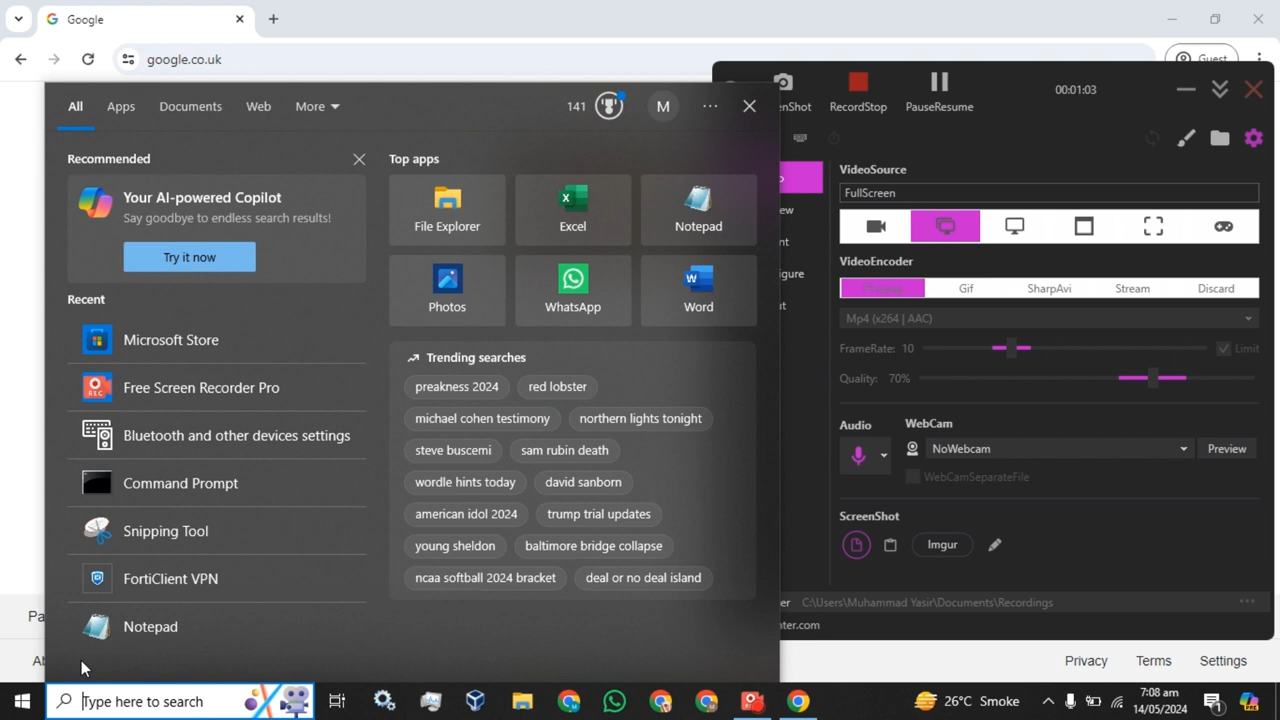 Google
google.co.uk
Guest
All Apps Documents Web More 141 M
Recommended
Your AI-powered Copilot
Say goodbye to endless search results!
Try it now
Recent
Microsoft Store
Free Screen Recorder Pro
REC
Bluetooth and other devices settings
Command Prompt
Snipping Tool
FortiClient VPN
Notepad
Top apps
File Explorer Excel Notepad
Photos WhatsApp Word
Trending searches
preakness 2024 red lobster
michael cohen testimony northern lights tonight
steve buscemi sam rubin death
wordle hints today david sanborn
american idol 2024 trump trial updates
young sheldon baltimore bridge collapse
ncaa softball 2024 bracket deal or no deal island
RecordStop PauseResume 00:01:03
VideoSource
FullScreen
VideoEncoder
Gif SharpAvi Stream Discard
Mp4 (x264 | AAC)
FrameRate: 10 Limit
Quality: 70%
Audio WebCam
NoWebcam Preview
WebCamSeparateFile
ScreenShot
Imgur
C:\Users\Muhammad Yasir\Documents\Recordings
Privacy Terms Settings
Type here to search
26°C Smoke
7:08 am
14/05/2024